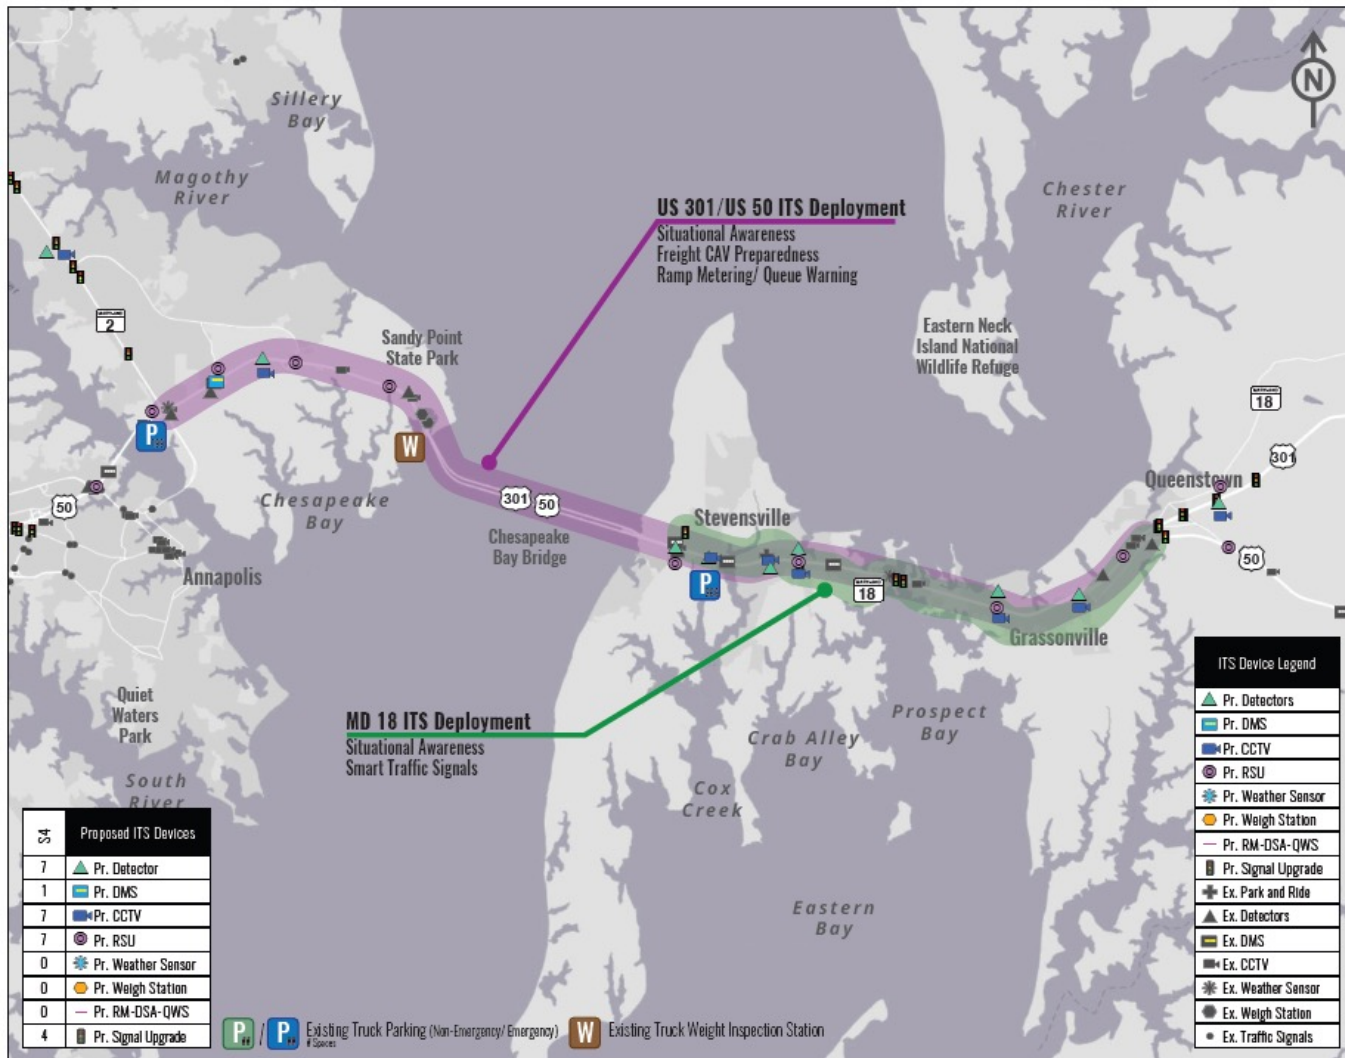 N
Sillery
Bay
Magothy
River
Chester
River
US 301/US 50 ITS Deployment
Situational Awareness
Freight CAV Preparedness
Ramp Metering/ Queue Warning
MARYLAND
2
Sandy Point
State Park
Eastern Neck
Island National
Wildlife Refuge
MARYLAND
18
P
W
301
Queenstown
50
Chesapeake
Bay
301 50
Stevensville
Chesapeake
Bay Bridge
50
Annapolis
P
MARYLAND
18
Grassonville
Quiet
Waters
Park
MD 18 ITS Deployment
Situational Awareness
Smart Traffic Signals
Prospect
Bay
Crab Alley
Bay
Cox
Creek
South
River
Eastern
Bay
S4 Proposed ITS Devices
7 Pr. Detector
1 Pr. DMS
7 Pr. CCTV
7 Pr. RSU
0 Pr. Weather Sensor
0 Pr. Weigh Station
0 Pr. RM-DSA-QWS
4 Pr. Signal Upgrade
P ## / P ## Existing Truck Parking (Non-Emergency/ Emergency)
# Spaces
W Existing Truck Weight Inspection Station
ITS Device Legend
Pr. Detectors
Pr. DMS
Pr. CCTV
Pr. RSU
Pr. Weather Sensor
Pr. Weigh Station
Pr. RM-DSA-QWS
Pr. Signal Upgrade
Ex. Park and Ride
Ex. Detectors
Ex. DMS
Ex. CCTV
Ex. Weather Sensor
Ex. Weigh Station
Ex. Traffic Signals